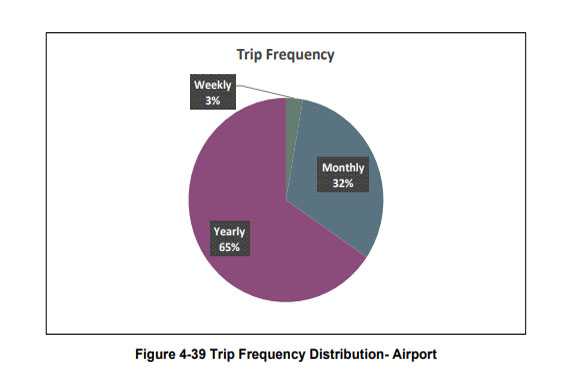 Trip Frequency
Weekly
3%
Monthly
32%
Yearly
65%
Figure 4-39 Trip Frequency Distribution- Airport